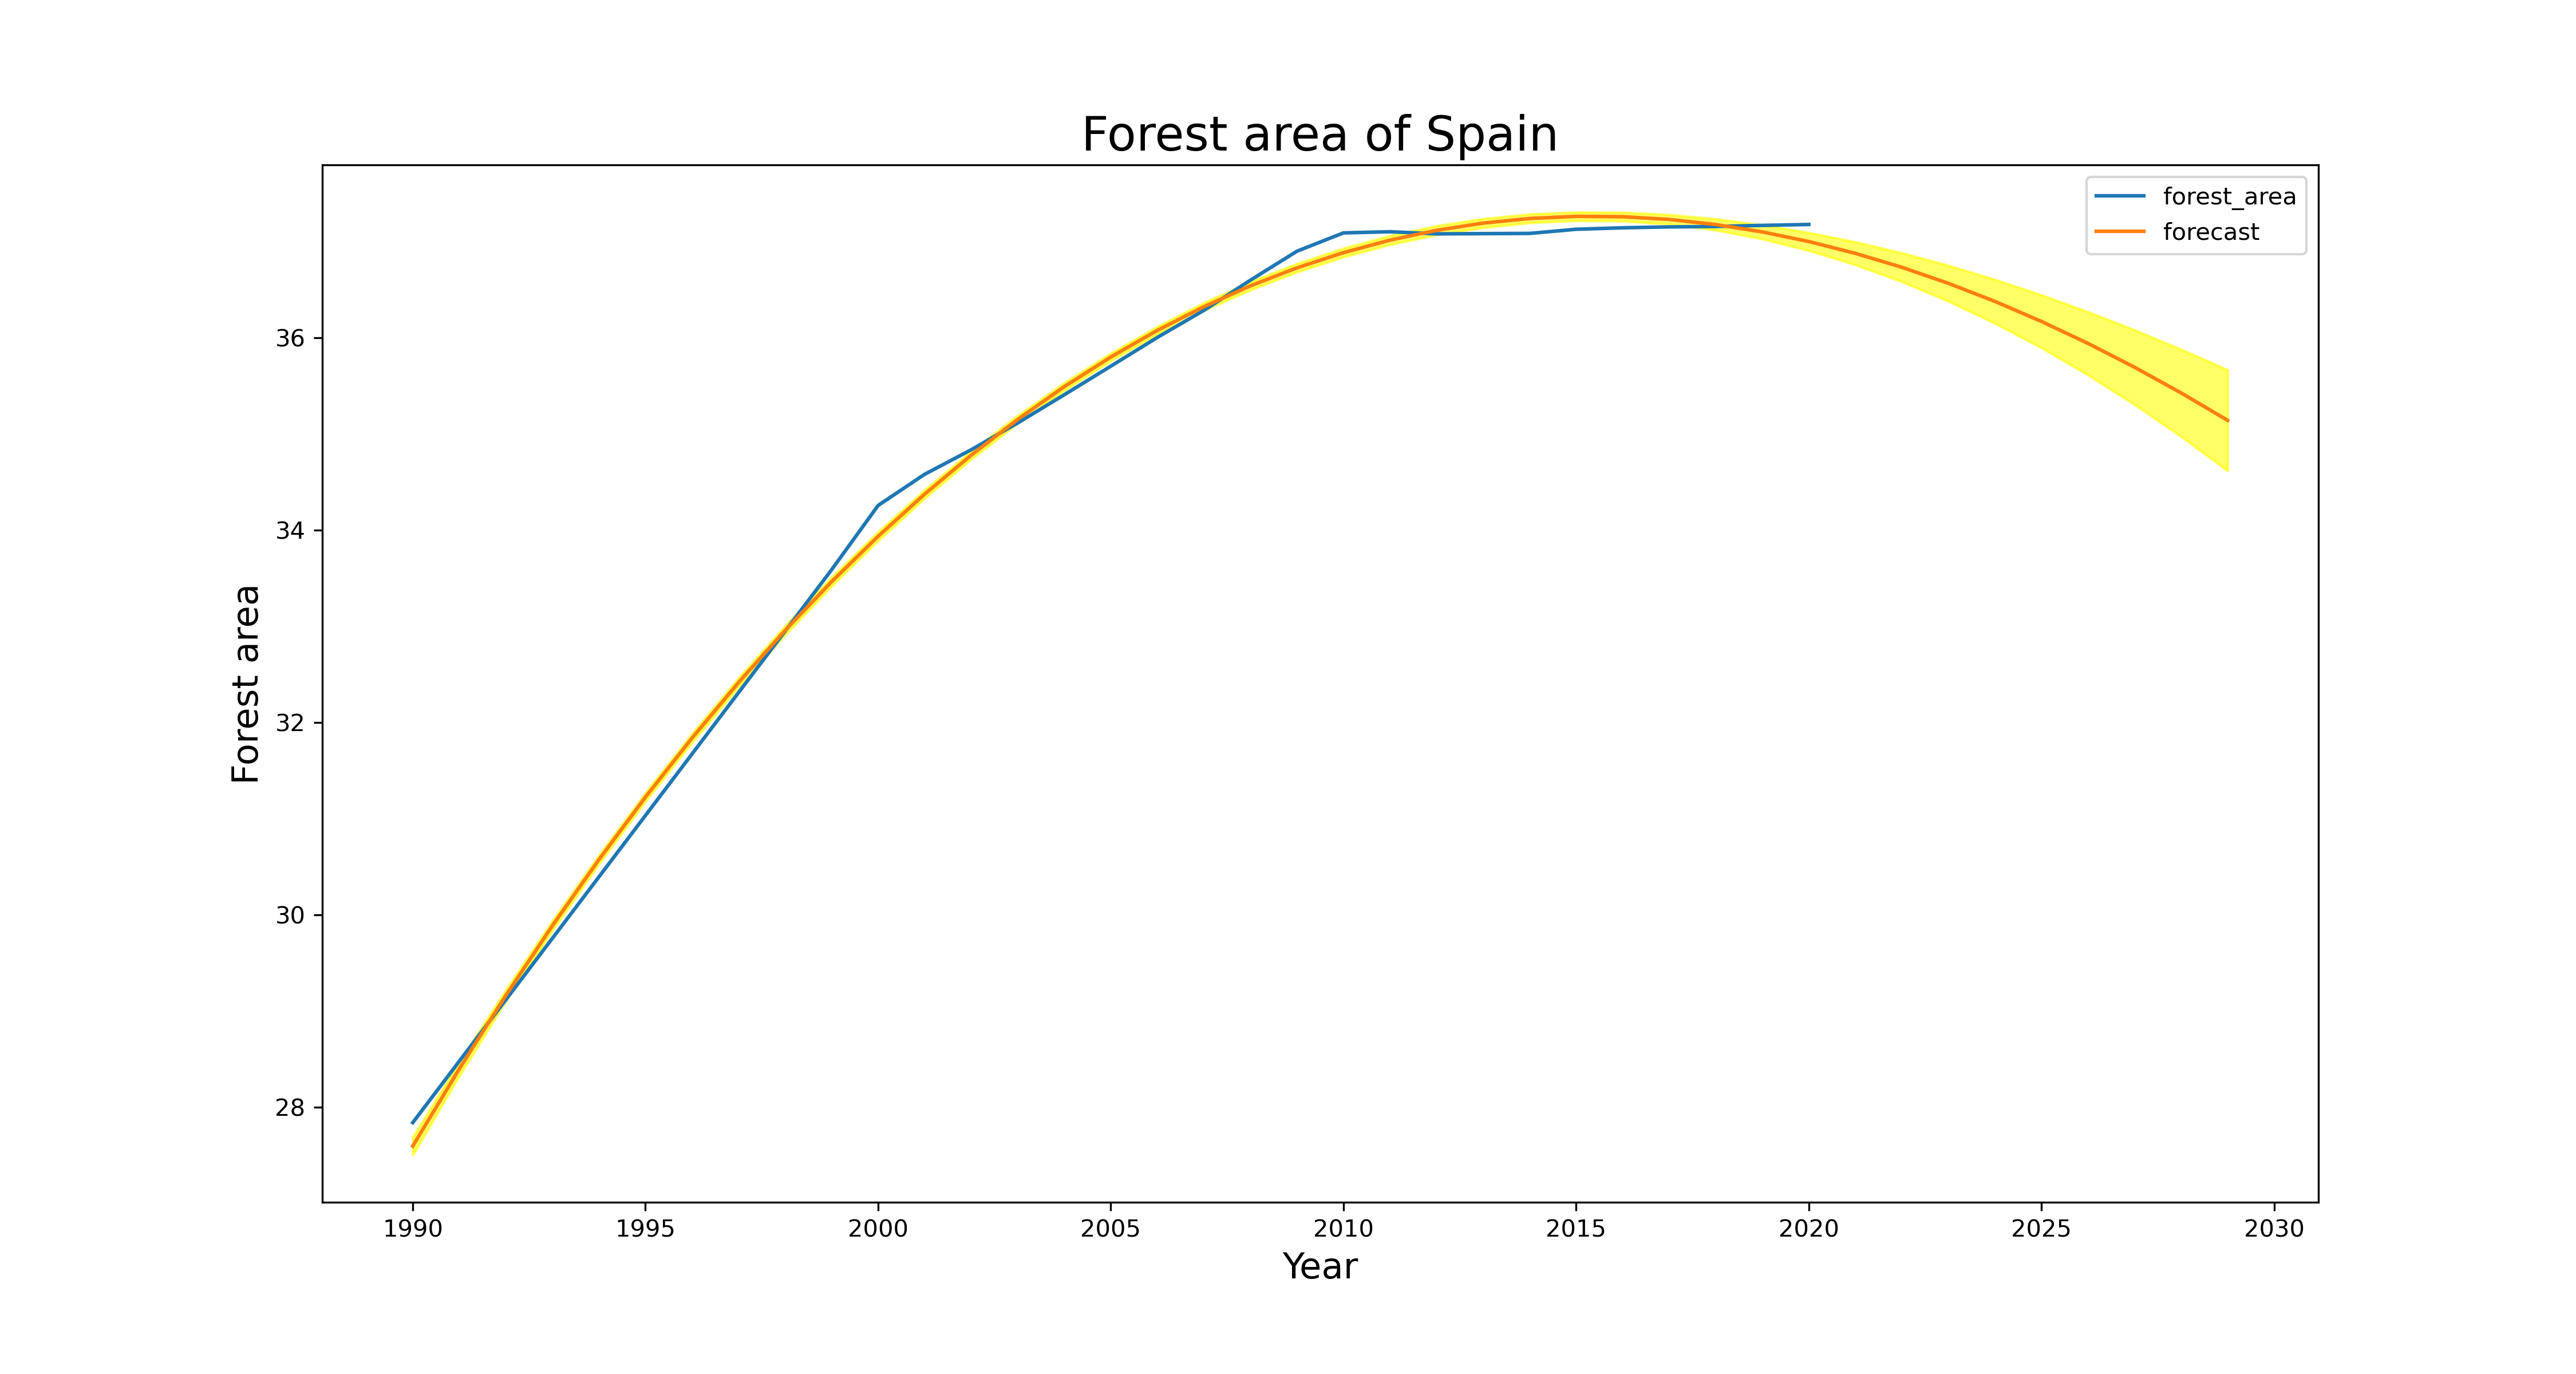 Forest area of Spain
forest_area
forecast
Forest area
36
34
32
30
28
1990 1995 2000 2005 2010 2015 2020 2025 2030
Year